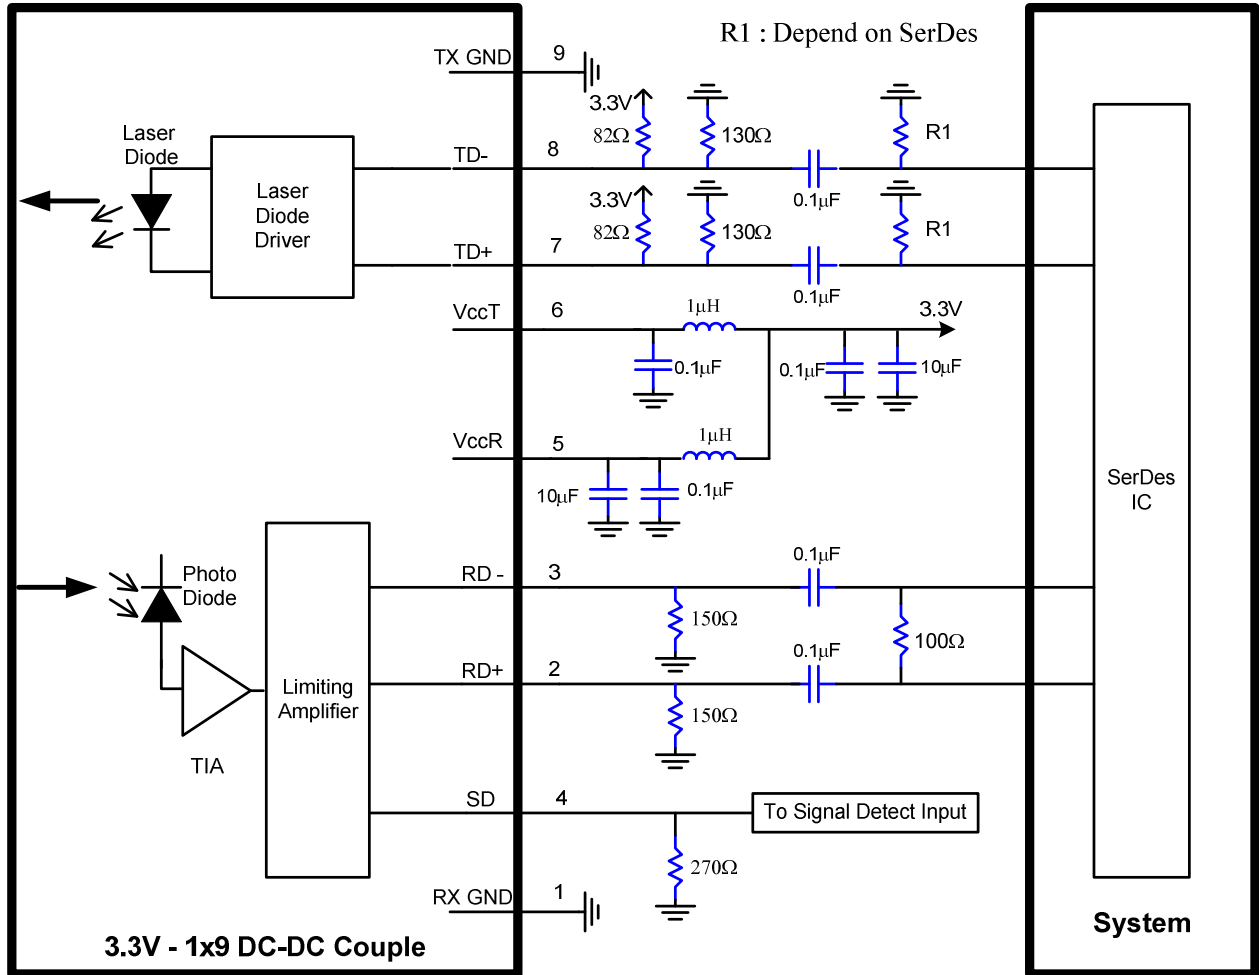 R1 : Depend on SerDes
TX GND
9
3.3V
82Ω
130Ω
R1
Laser
Diode
TD-
8
0.1µF
Laser
Diode
Driver
3.3V
82Ω
130Ω
R1
TD+
7
0.1µF
VccT
6
1µH
3.3V
0.1µF
0.1µF
10µF
VccR
5
1µH
10µF
0.1µF
SerDes
IC
Photo
Diode
RD -
3
0.1µF
150Ω
100Ω
RD+
2
0.1µF
150Ω
Limiting
Amplifier
TIA
SD
4
To Signal Detect Input
270Ω
RX GND
1
3.3V - 1x9 DC-DC Couple
System